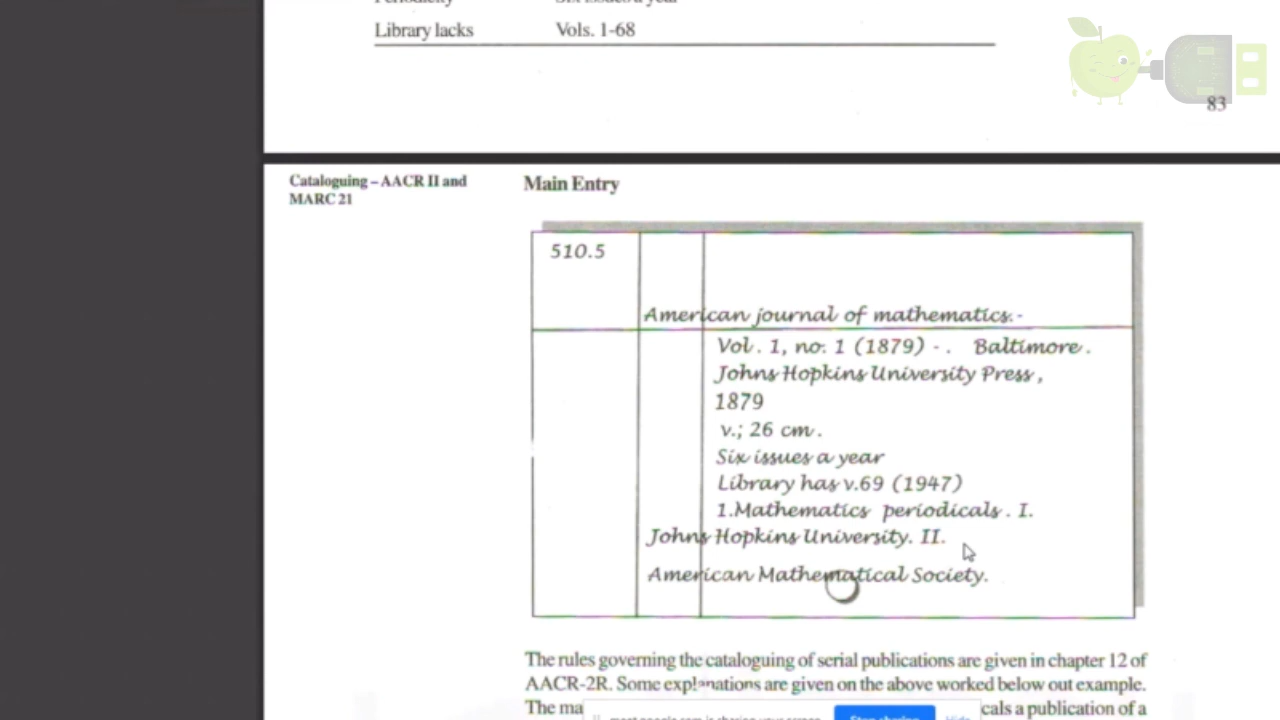 Library lacks Vols. 1-68
83
Cataloguing – AACR II and
MARC 21
Main Entry
510.5
American journal of mathematics.-
Vol. 1, no. 1 (1879) - . Baltimore.
Johns Hopkins University Press,
1879
v.; 26 cm.
Six issues a year
Library has v.69 (1947)
1.Mathematics periodicals. I.
Johns Hopkins University. II.
American Mathematical Society.
The rules governing the cataloguing of serial publications are given in chapter 12 of
AACR-2R. Some explanations are given on the above worked below out example.
The ma cals a publication of a
Stop sharing Hide